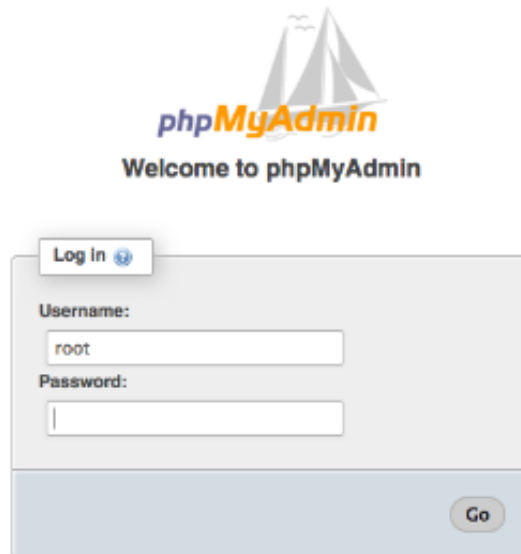 phpMyAdmin
Welcome to phpMyAdmin
Log in
Username:
root
Password:
Go